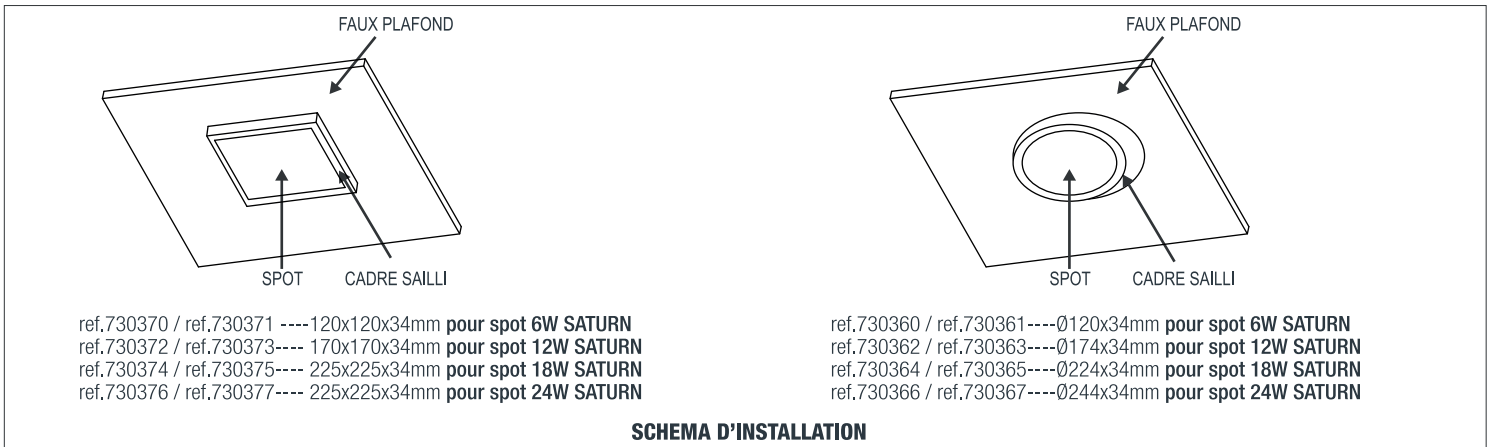 FAUX PLAFOND
SPOT
CADRE SAILLI
ref.730370 / ref.730371 ----120x120x34mm pour spot 6W SATURN
ref.730372 / ref.730373---- 170x170x34mm pour spot 12W SATURN
ref.730374 / ref.730375---- 225x225x34mm pour spot 18W SATURN
ref.730376 / ref.730377---- 225x225x34mm pour spot 24W SATURN
FAUX PLAFOND
SPOT
CADRE SAILLI
ref.730360 / ref.730361----Ø120x34mm pour spot 6W SATURN
ref.730362 / ref.730363----Ø174x34mm pour spot 12W SATURN
ref.730364 / ref.730365----Ø224x34mm pour spot 18W SATURN
ref.730366 / ref.730367----Ø244x34mm pour spot 24W SATURN
SCHEMA D'INSTALLATION